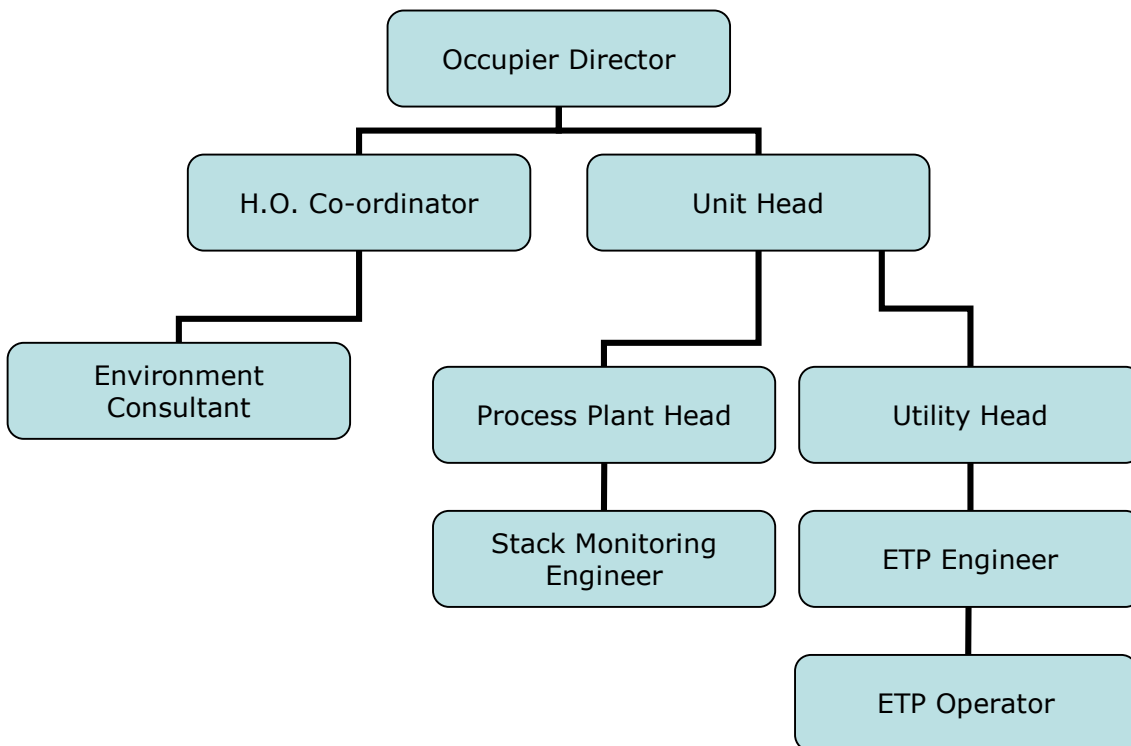 Occupier Director
H.O. Co-ordinator
Unit Head
Environment
Consultant
Process Plant Head
Utility Head
Stack Monitoring
Engineer
ETP Engineer
ETP Operator